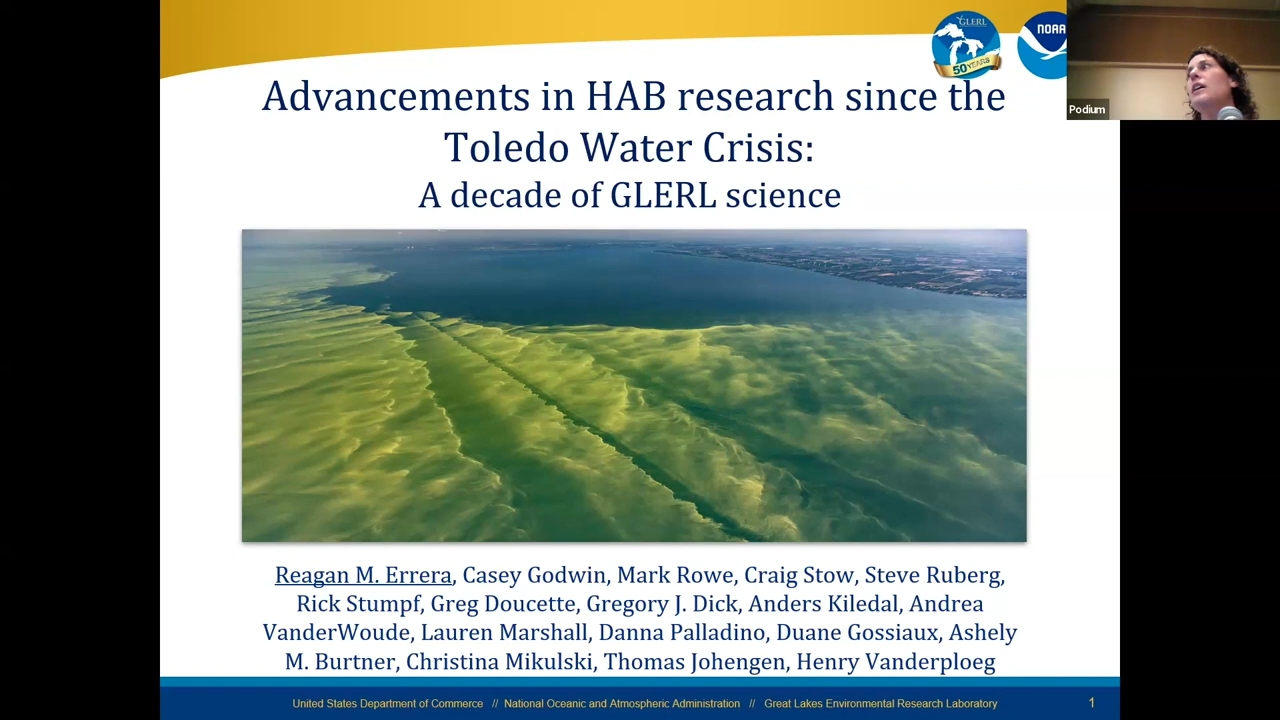 GLERL
50 YEARS
NOAA
Podium
Advancements in HAB research since the
Toledo Water Crisis:
A decade of GLERL science
Reagan M. Errera, Casey Godwin, Mark Rowe, Craig Stow, Steve Ruberg,
Rick Stumpf, Greg Doucette, Gregory J. Dick, Anders Kiledal, Andrea
VanderWoude, Lauren Marshall, Danna Palladino, Duane Gossiaux, Ashely
M. Burtner, Christina Mikulski, Thomas Johengen, Henry Vanderploeg
United States Department of Commerce // National Oceanic and Atmospheric Administration // Great Lakes Environmental Research Laboratory 1